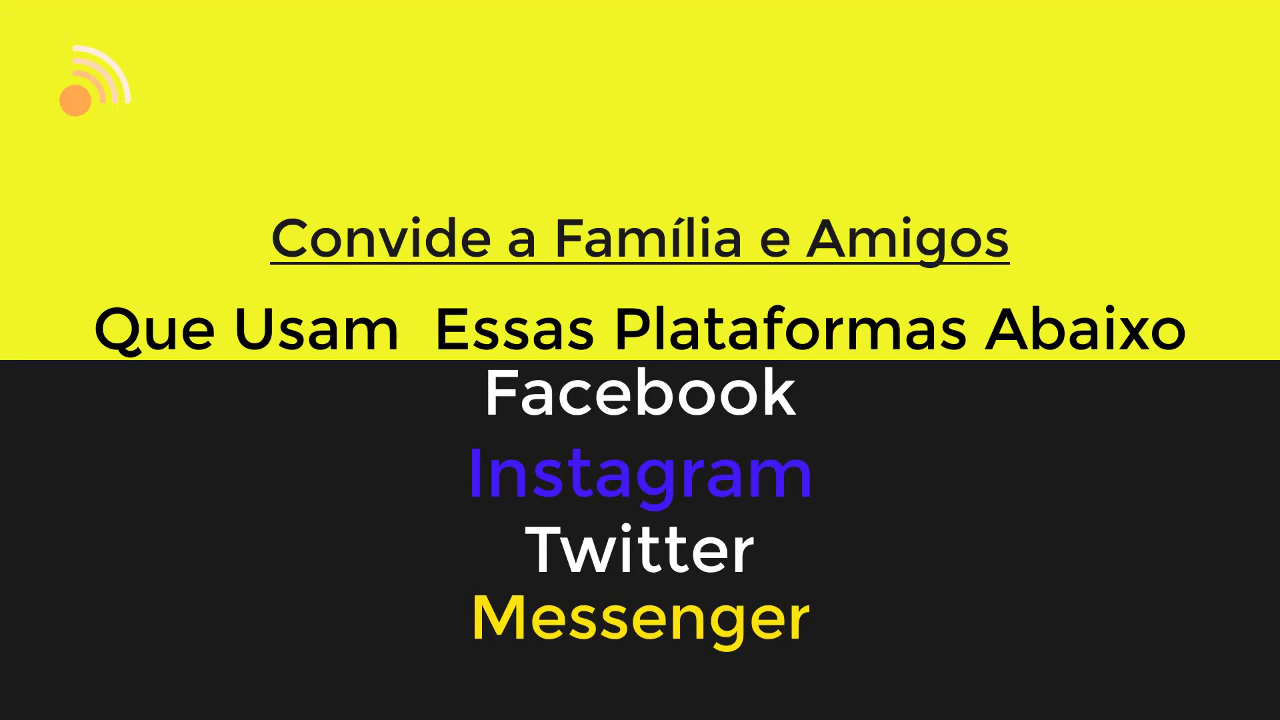 Convide a Família e Amigos
Que Usam  Essas Plataformas Abaixo
Facebook
Instagram
Twitter
Messenger